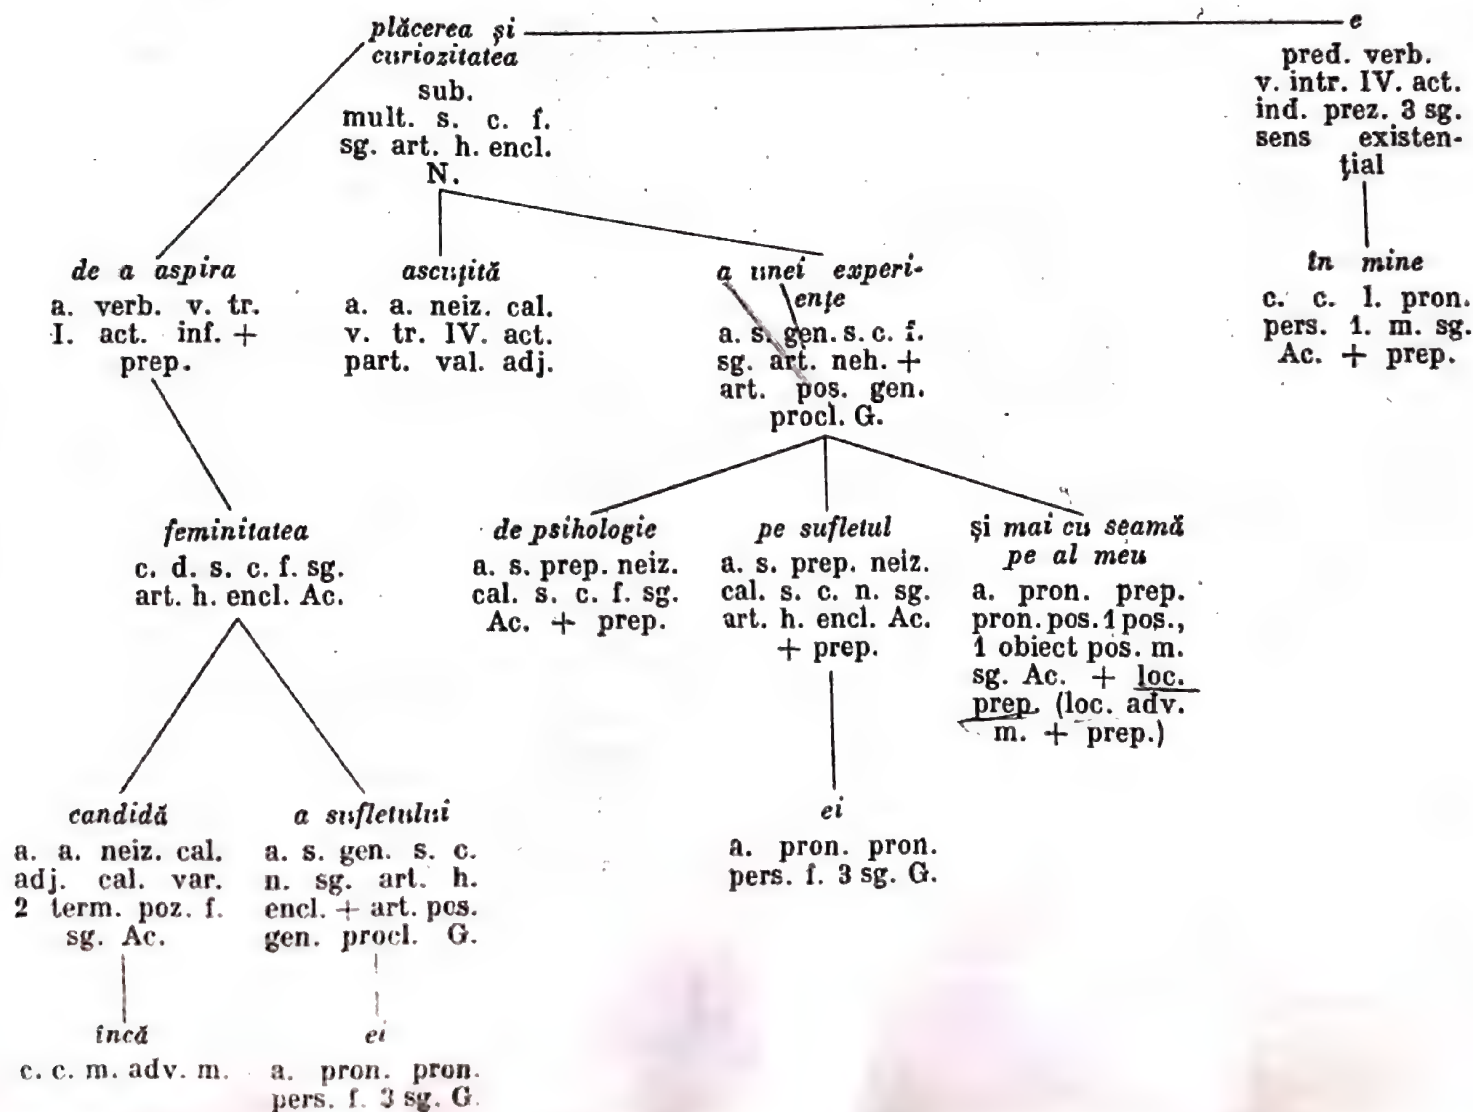 plăcerea și
curiozitatea
sub.
mult. s. c. f.
sg. art. h. encl.
N.
e
pred. verb.
v. intr. IV. act.
ind. prez. 3 sg.
sens existen-
țial
de a aspira
a. verb. v. tr.
I. act. inf. +
prep.
ascuțită
a. a. neiz. cal.
v. tr. IV. act.
part. val. adj.
a unei experi-
ențe
a. s. gen. s. c. f.
sg. art. neh. +
art. pos. gen.
procl. G.
în mine
c. c. l. pron.
pers. 1. m. sg.
Ac. + prep.
feminitatea
c. d. s. c. f. sg.
art. h. encl. Ac.
de psihologie
a. s. prep. neiz.
cal. s. c. f. sg.
Ac. + prep.
pe sufletul
a. s. prep. neiz.
cal. s. c. n. sg.
art. h. encl. Ac.
+ prep.
și mai cu seamă
pe al meu
a. pron. prep.
pron. pos. 1 pos.,
1 obiect pos. m.
sg. Ac. + loc.
prep. (loc. adv.
m. + prep.)
candidă
a. a. neiz. cal.
adj. cal. var.
2 term. poz. f.
sg. Ac.
a sufletului
a. s. gen. s. c.
n. sg. art. h.
encl. + art. pos.
gen. procl. G.
ei
a. pron. pron.
pers. f. 3 sg. G.
încă
c. c. m. adv. m.
ei
a. pron. pron.
pers. f. 3 sg. G.